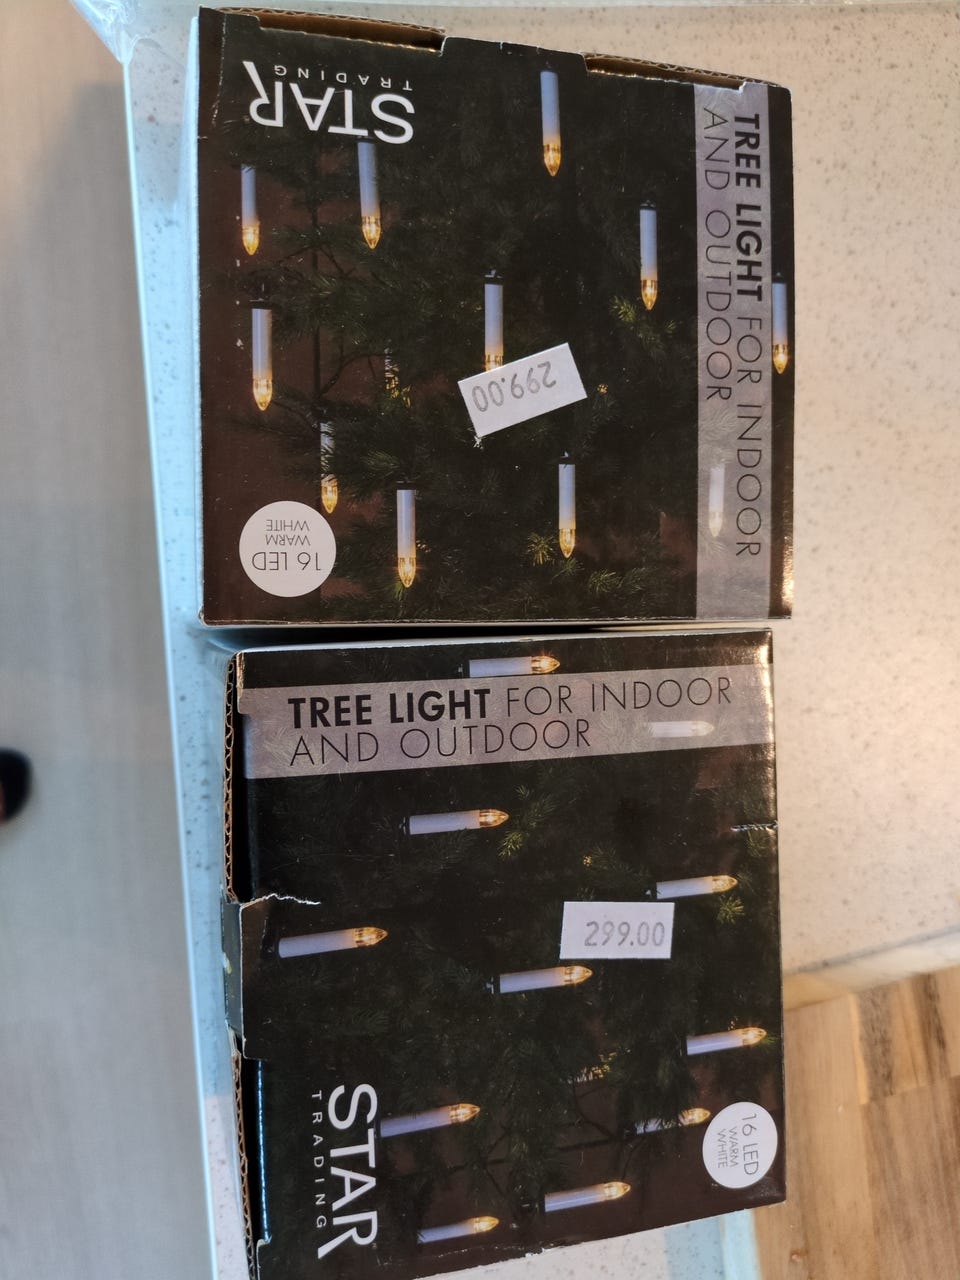 STAR
TRADING
TREE LIGHT FOR INDOOR
AND OUTDOOR
299.00
16 LED
WARM
WHITE
TREE LIGHT FOR INDOOR
AND OUTDOOR
299.00
STAR
TRADING
16 LED
WARM
WHITE